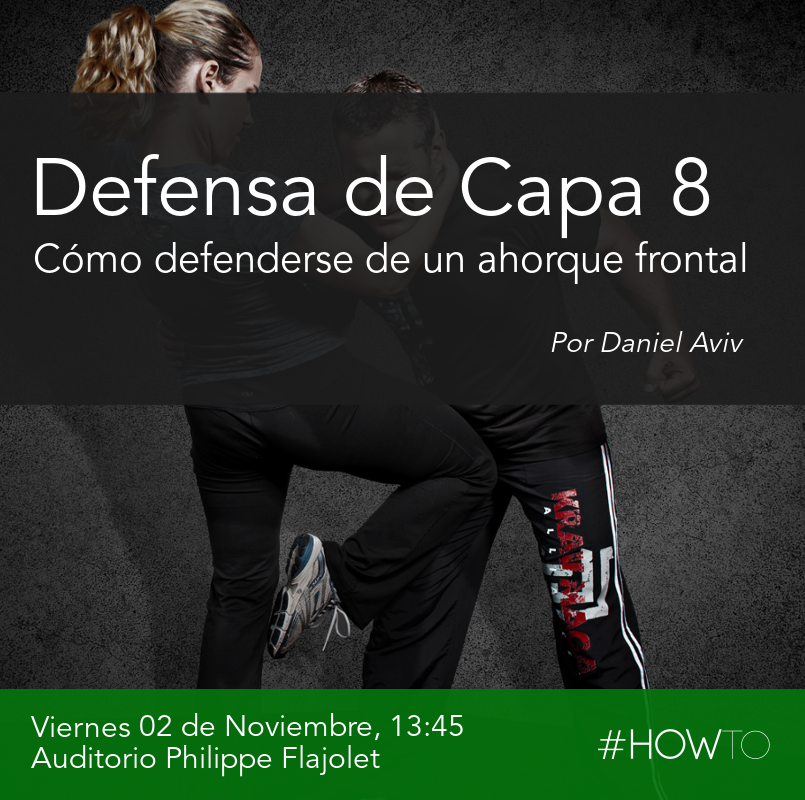 Defensa de Capa 8
Cómo defenderse de un ahorque frontal
Por Daniel Aviv
KRAV MAGA
Viernes 02 de Noviembre, 13:45
Auditorio Philippe Flajolet
#HOWTO